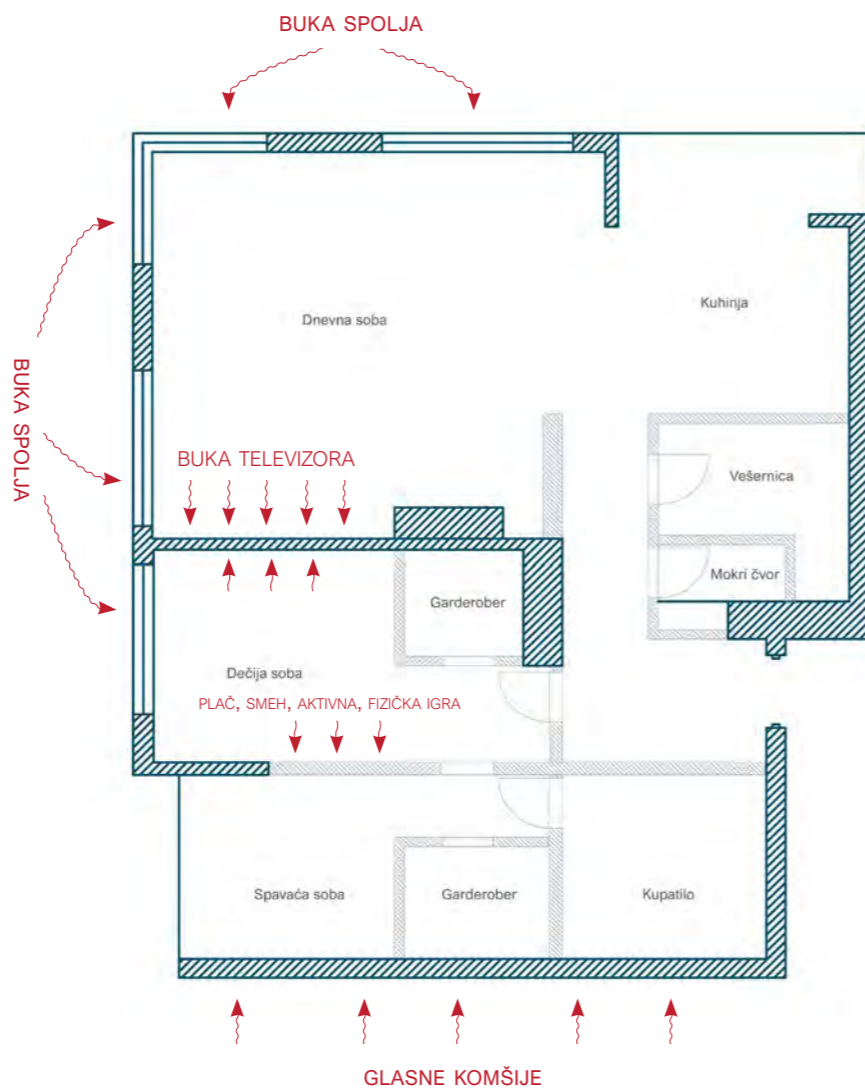 BUKA SPOLJA
Dnevna soba
Kuhinja
BUKA SPOLJA
BUKA TELEVIZORA
Vešernica
Mokri čvor
Garderober
Dečija soba
PLAČ, SMEH, AKTIVNA, FIZIČKA IGRA
Spavaća soba
Garderober
Kupatilo
GLASNE KOMŠIJE